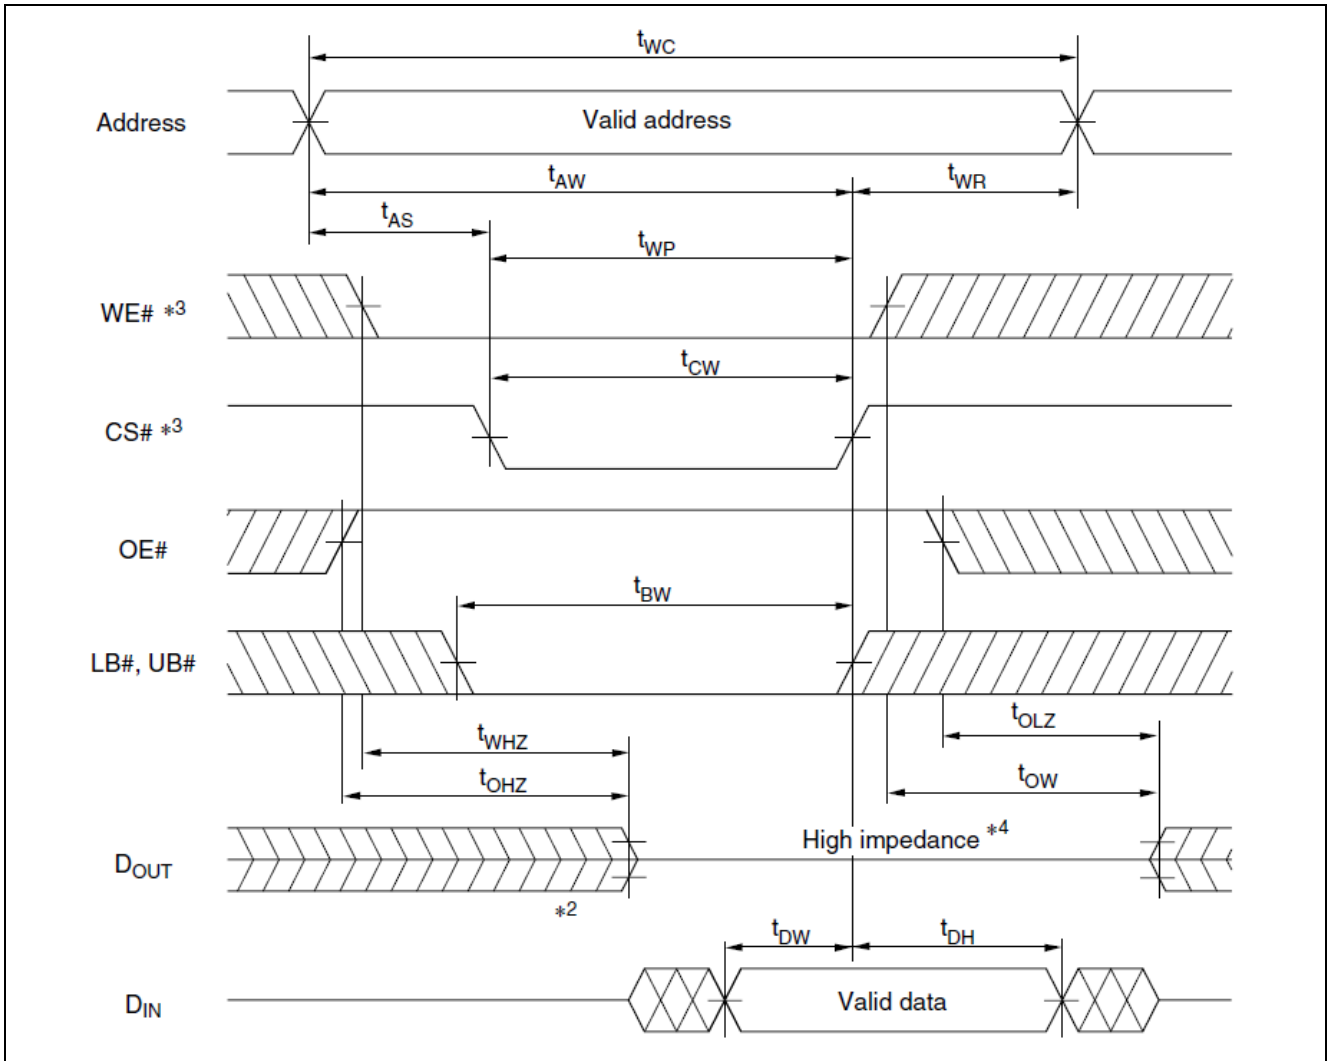 tWC
Address
Valid address
tAW
tWR
tAS
tWP
WE# *3
tCW
CS# *3
OE#
tBW
LB#, UB#
tOLZ
tWHZ
tOHZ
tOW
High impedance *4
DOUT
*2
tDW
tDH
DIN
Valid data